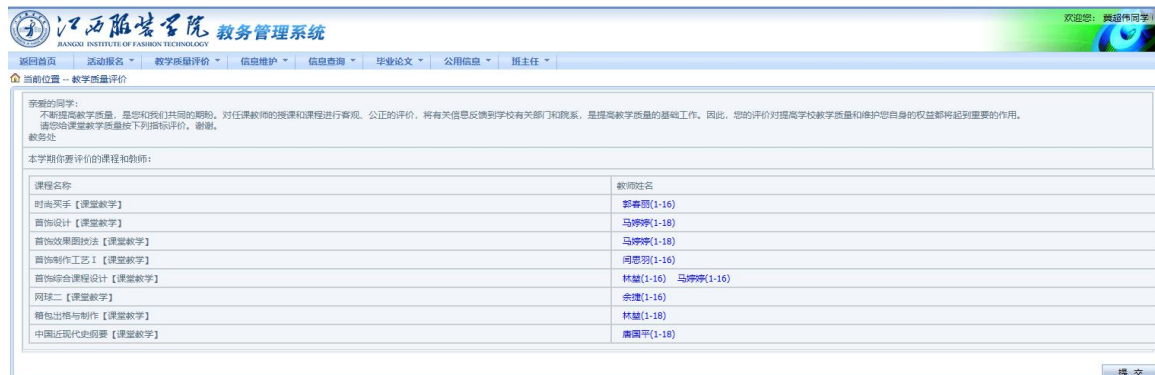 江西服装学院 教务管理系统
JIANGXI INSTITUTE OF FASHION TECHNOLOGY
欢迎您: 龚超伟同学!
返回首页 活动报名 教学质量评价 信息维护 信息查询 毕业论文 公用信息 班主任
当前位置 -- 教学质量评价
亲爱的同学:
不断提高教学质量,是您和我们共同的期盼。对任课教师的授课和课程进行客观、公正的评价,将有关信息反馈到学校有关部门和院系,是提高教学质量的基础工作。因此,您的评价对提高学校教学质量和维护您自身的权益都将起到重要的作用。
请您给课堂教学质量按下列指标评价。谢谢。
教务处
本学期你要评价的课程和教师:
课程名称 教师姓名
时尚买手【课堂教学】 郭春丽(1-16)
首饰设计【课堂教学】 马婷婷(1-18)
首饰效果图技法【课堂教学】 马婷婷(1-18)
首饰制作工艺 I【课堂教学】 闾思羽(1-16)
首饰综合课程设计【课堂教学】 林堃(1-16) 马婷婷(1-16)
网球二【课堂教学】 余捷(1-16)
箱包出格与制作【课堂教学】 林堃(1-18)
中国近现代史纲要【课堂教学】 唐国平(1-18)
提 交